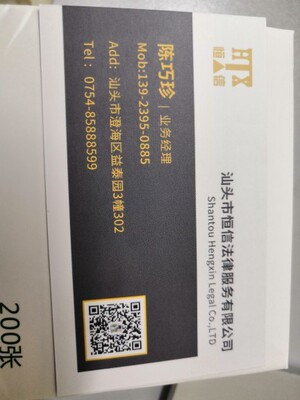 HTX
恒人信
汕头市恒信法律服务有限公司
Shantou Hengxin Legal Co.,LTD
陈巧珍 | 业务经理
Mob:139-2395-0885
Add: 汕头市澄海区益泰园3幢302
Tel: 0754-85888599
200张